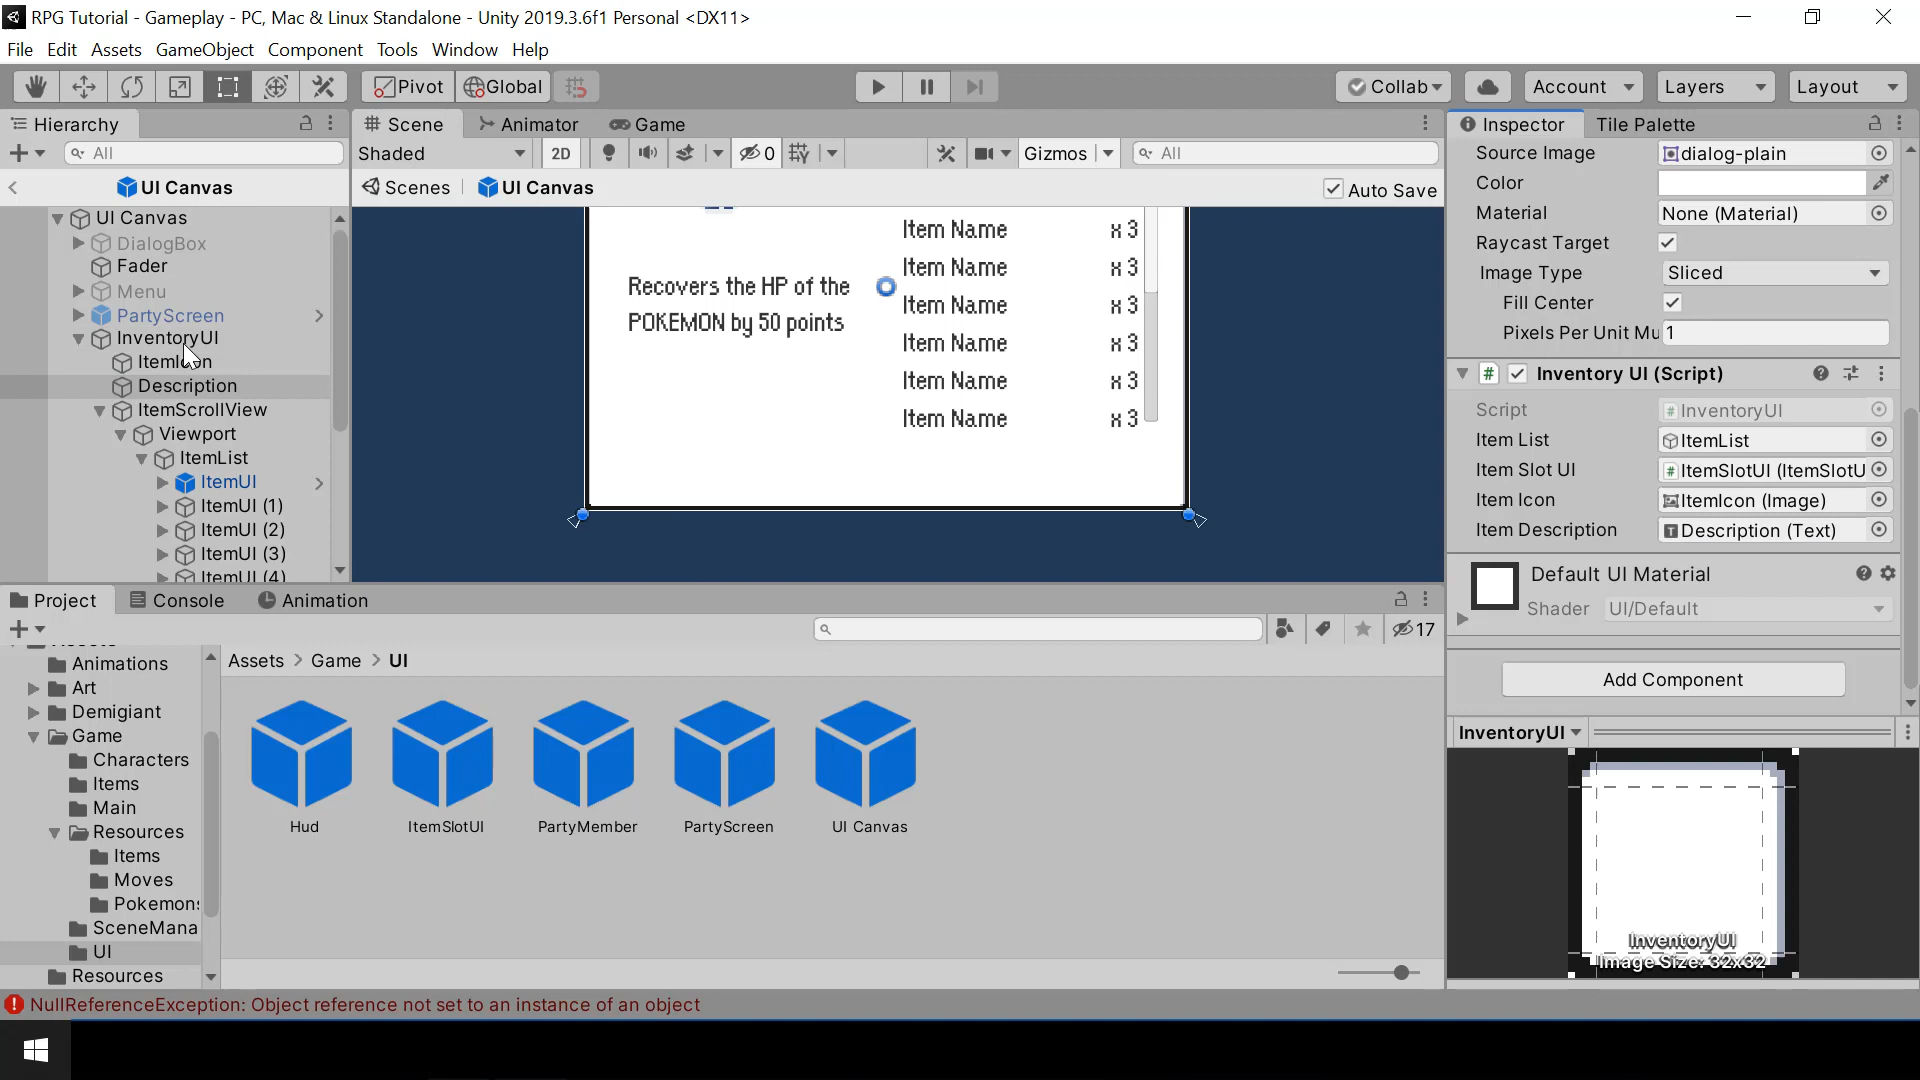 RPG Tutorial - Gameplay - PC, Mac & Linux Standalone - Unity 2019.3.6f1 Personal <DX11>
File Edit Assets GameObject Component Tools Window Help
Pivot Global Collab Account Layers Layout
Hierarchy
All
UI Canvas
UI Canvas
DialogBox
Fader
Menu
PartyScreen
InventoryUI
ItemIcon
Description
ItemScrollView
Viewport
ItemList
ItemUI
ItemUI (1)
ItemUI (2)
ItemUI (3)
ItemUI (4)
Scene Animator Game
Shaded 2D 0 Gizmos All
Scenes UI Canvas Auto Save
Item Name x 3
Item Name x 3
Item Name x 3
Item Name x 3
Item Name x 3
Item Name x 3
Recovers the HP of the
POKEMON by 50 points
Inspector Tile Palette
Source Image dialog-plain
Color
Material None (Material)
Raycast Target
Image Type Sliced
Fill Center
Pixels Per Unit Mu 1
# Inventory UI (Script)
Script # InventoryUI
Item List ItemList
Item Slot UI # ItemSlotUI (ItemSlotU
Item Icon ItemIcon (Image)
Item Description Description (Text)
Default UI Material
Shader UI/Default
Add Component
InventoryUI
InventoryUI
Image Size: 32x32
Project Console Animation
17
Assets
Animations
Art
Demigiant
Game
Characters
Items
Main
Resources
Items
Moves
Pokemons
SceneMana
UI
Resources
Assets > Game > UI
Hud ItemSlotUI PartyMember PartyScreen UI Canvas
NullReferenceException: Object reference not set to an instance of an object